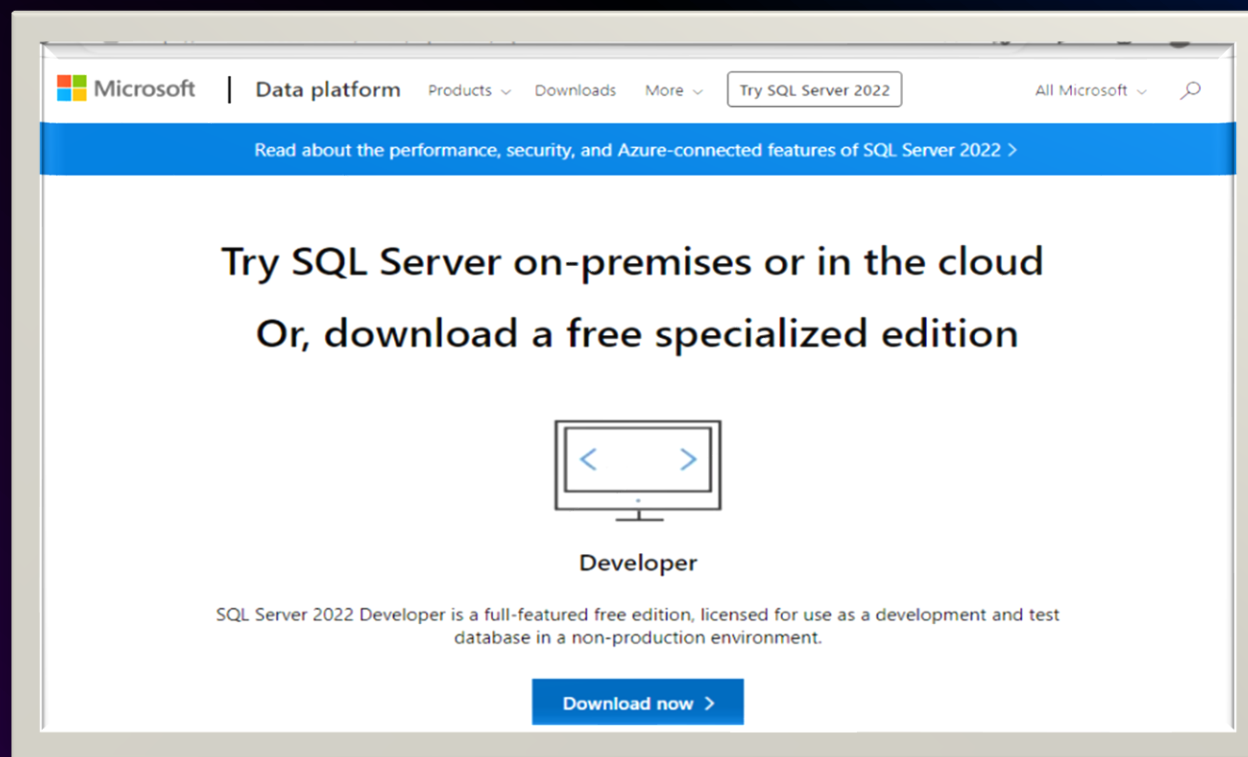 Microsoft | Data platform Products Downloads More Try SQL Server 2022 All Microsoft
Read about the performance, security, and Azure-connected features of SQL Server 2022 >
Try SQL Server on-premises or in the cloud
Or, download a free specialized edition
< >
Developer
SQL Server 2022 Developer is a full-featured free edition, licensed for use as a development and test
database in a non-production environment.
Download now >